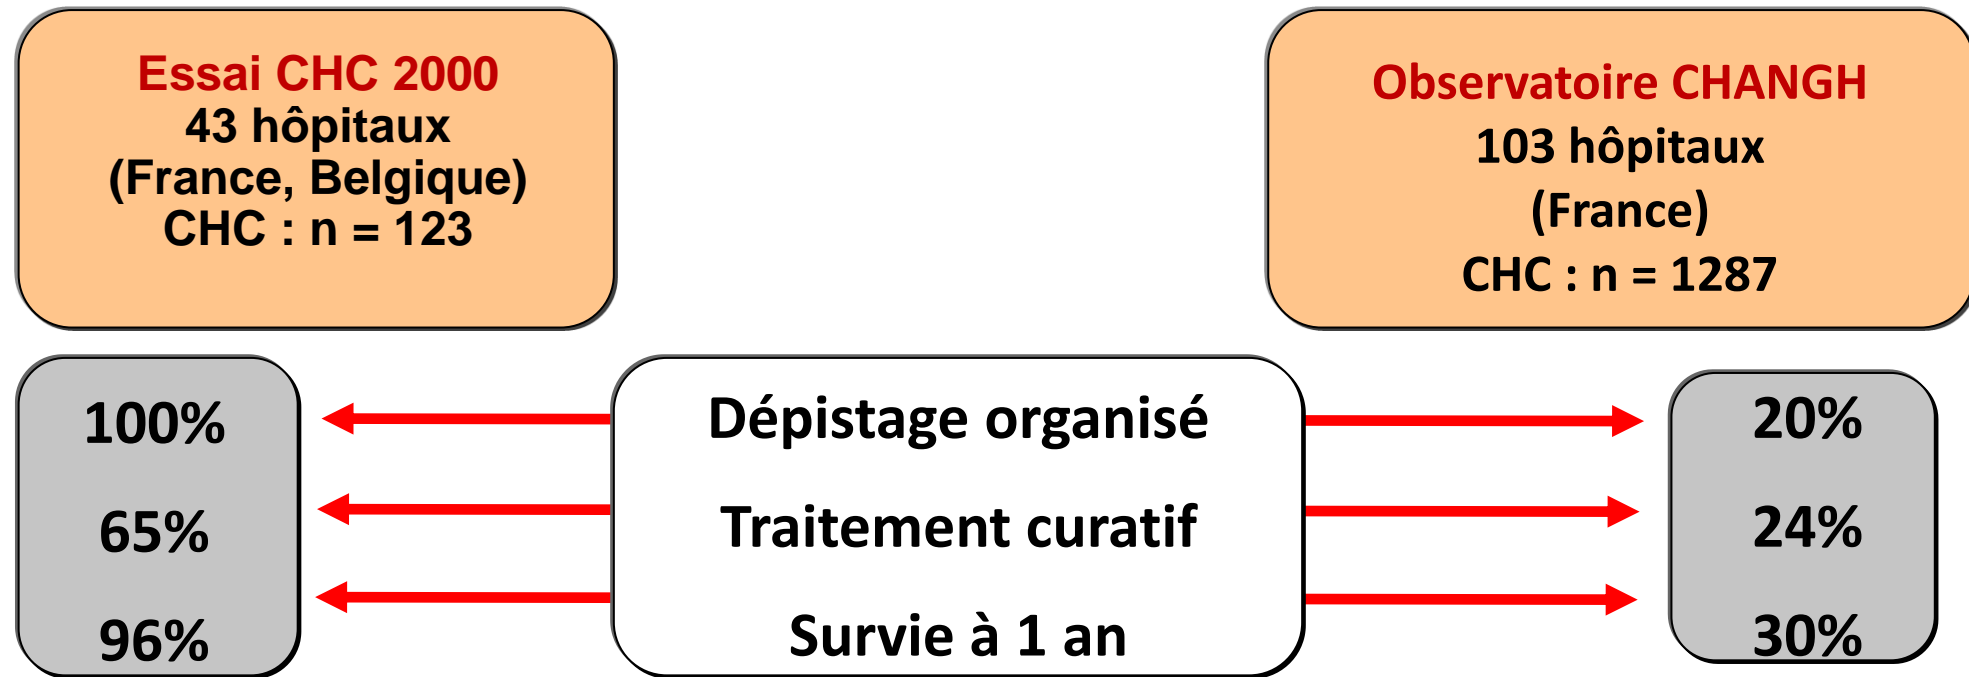 Essai CHC 2000
43 hôpitaux
(France, Belgique)
CHC : n = 123
Observatoire CHANGH
103 hôpitaux
(France)
CHC : n = 1287
100%
65%
96%
Dépistage organisé
Traitement curatif
Survie à 1 an
20%
24%
30%